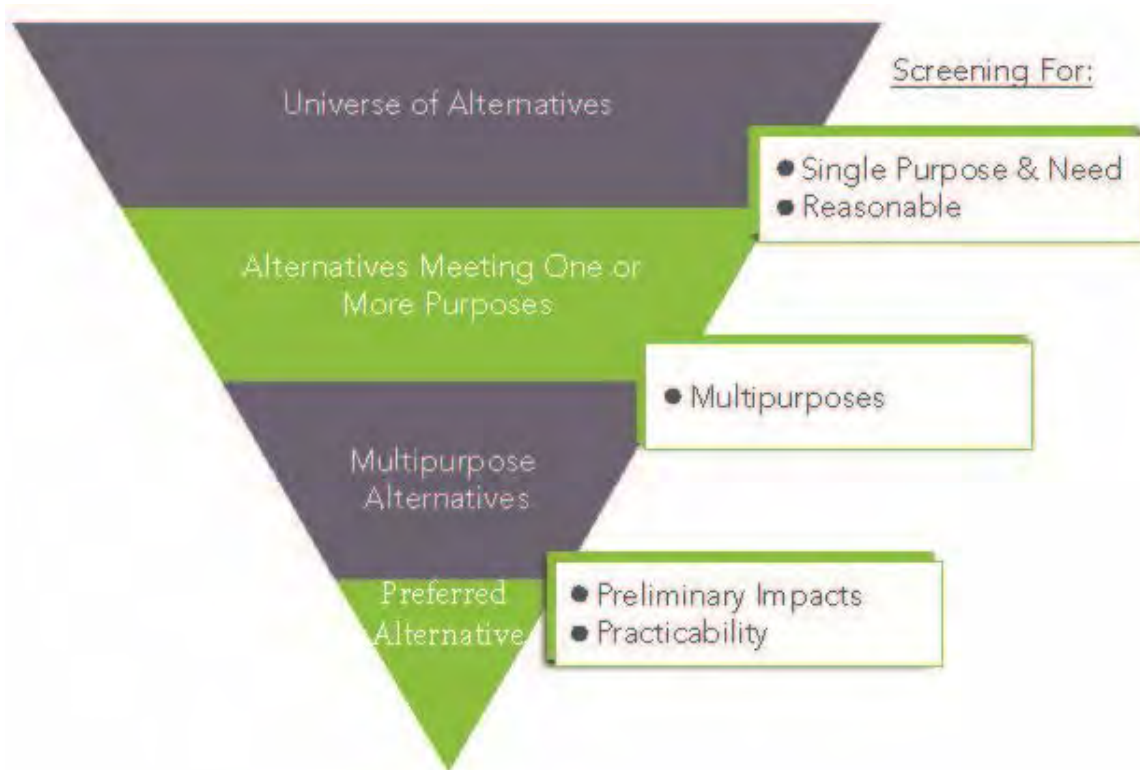 Universe of Alternatives
Screening For:
● Single Purpose & Need
● Reasonable
Alternatives Meeting One or
More Purposes
● Multipurposes
Multipurpose
Alternatives
Preferred
Alternative
● Preliminary Impacts
● Practicability